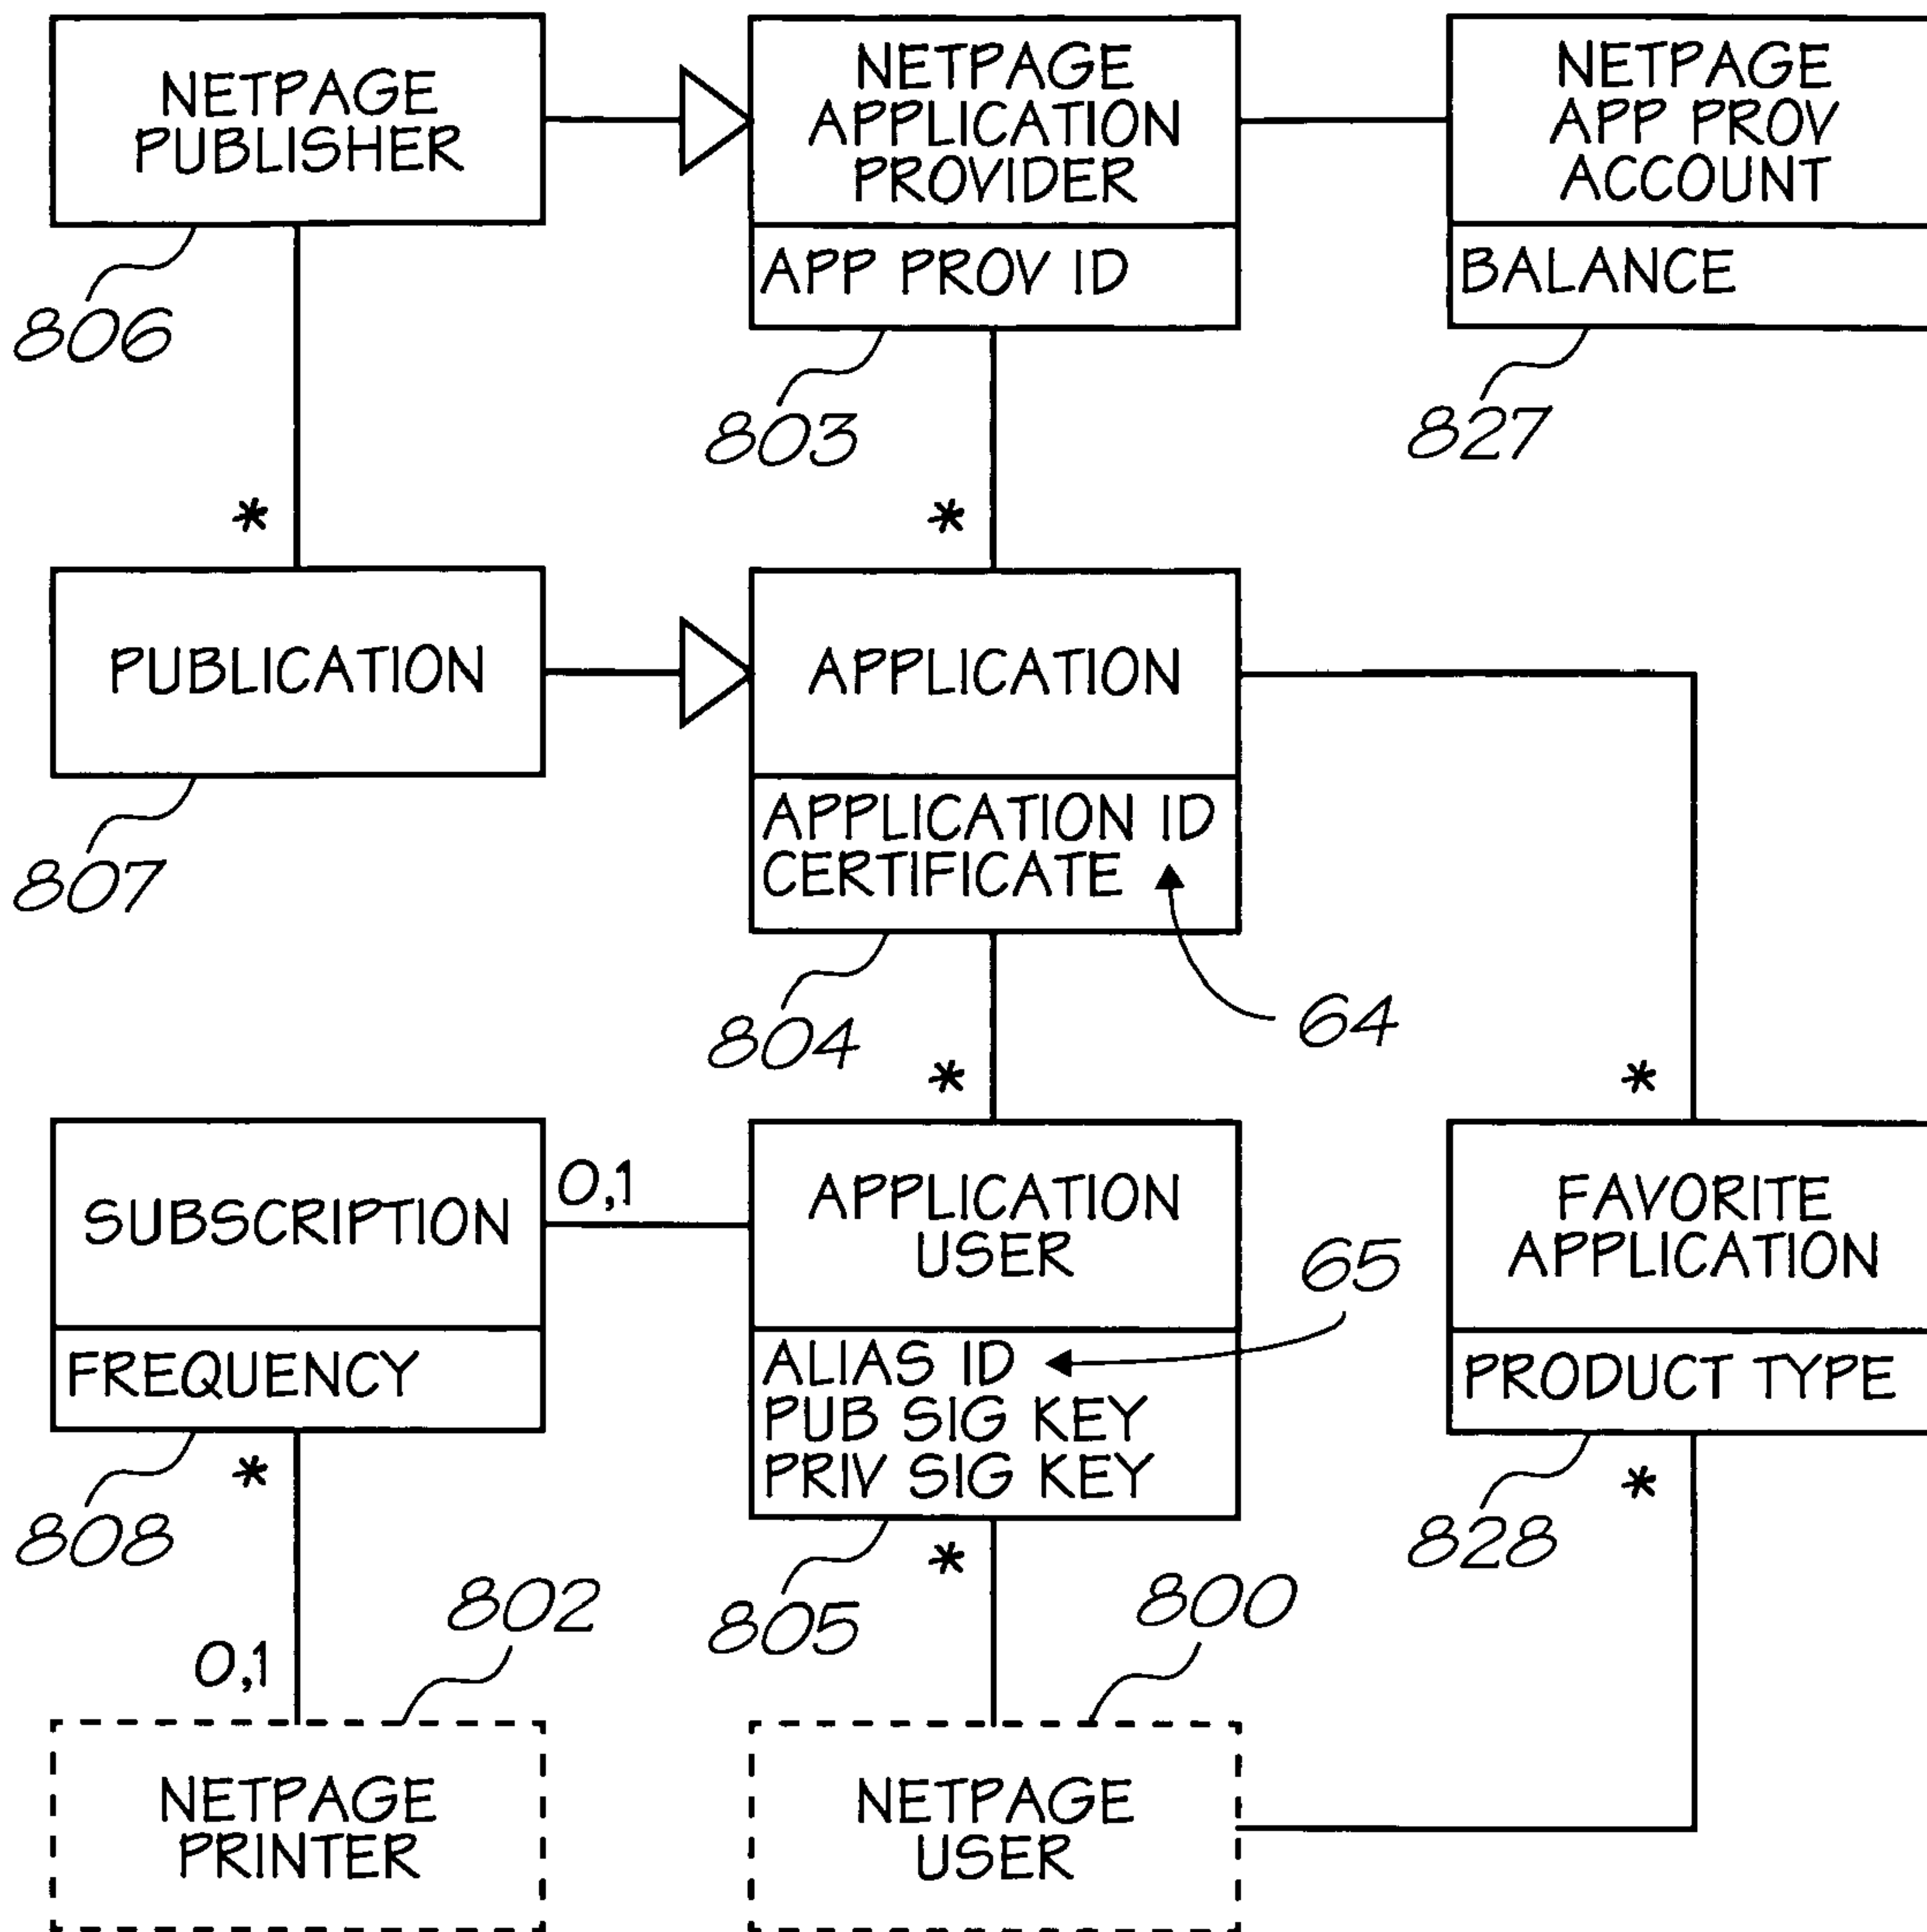 NETPAGE
PUBLISHER
806
NETPAGE
APPLICATION
PROVIDER
APP PROV ID
803
NETPAGE
APP PROV
ACCOUNT
BALANCE
827
*
*
PUBLICATION
807
APPLICATION
APPLICATION ID
CERTIFICATE
804
64
*
*
SUBSCRIPTION
FREQUENCY
808
0,1
APPLICATION
USER
ALIAS ID
PUB SIG KEY
PRIV SIG KEY
805
65
FAVORITE
APPLICATION
PRODUCT TYPE
828
*
*
*
802
800
0,1
NETPAGE
PRINTER
NETPAGE
USER